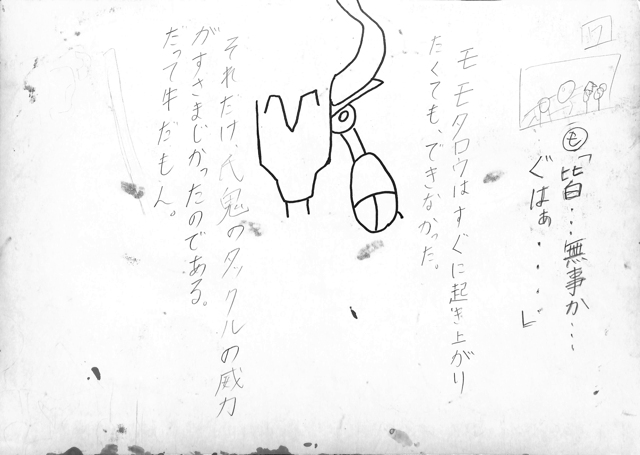 17
㋲「皆…無事か…
ぐはぁ・・・・」
モモタロウはすぐに起き上がり
たくても、できなかった。
それだけ、鬼のタックルの威力
がすさまじかったのである。
だって牛だもん。